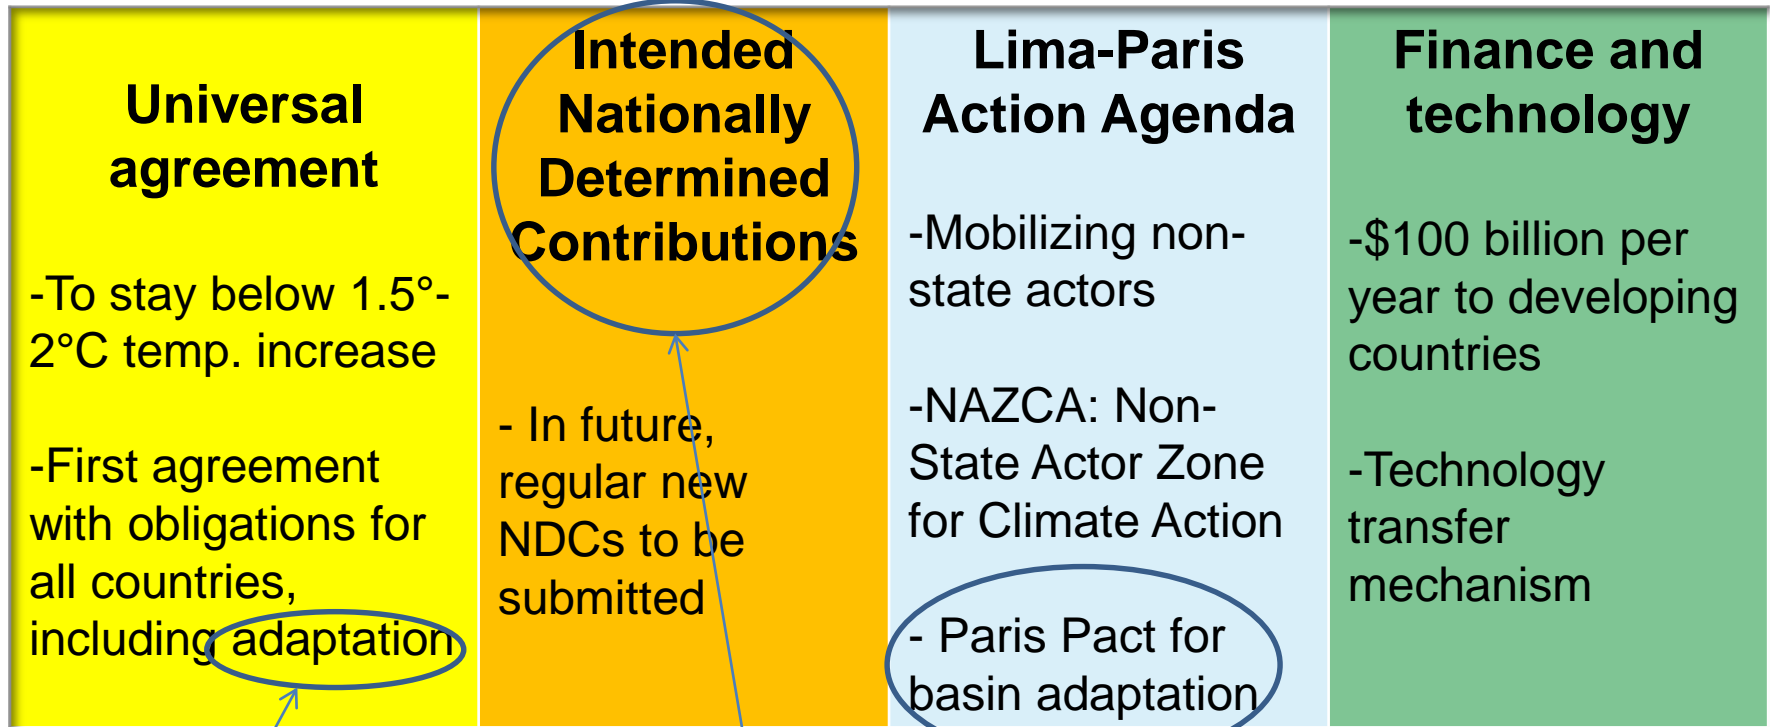 Universal
agreement
-To stay below 1.5°-
2°C temp. increase
-First agreement
with obligations for
all countries,
including adaptation
Intended
Nationally
Determined
Contributions
- In future,
regular new
NDCs to be
submitted
Lima-Paris
Action Agenda
-Mobilizing non-
state actors
-NAZCA: Non-
State Actor Zone
for Climate Action
- Paris Pact for
basin adaptation
Finance and
technology
-$100 billion per
year to developing
countries
-Technology
transfer
mechanism